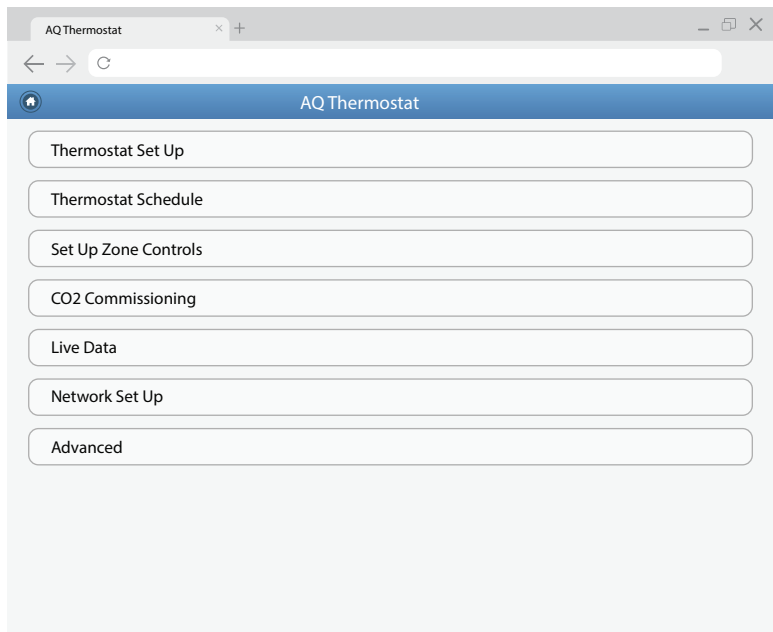 AQ Thermostat
AQ Thermostat
Thermostat Set Up
Thermostat Schedule
Set Up Zone Controls
CO2 Commissioning
Live Data
Network Set Up
Advanced